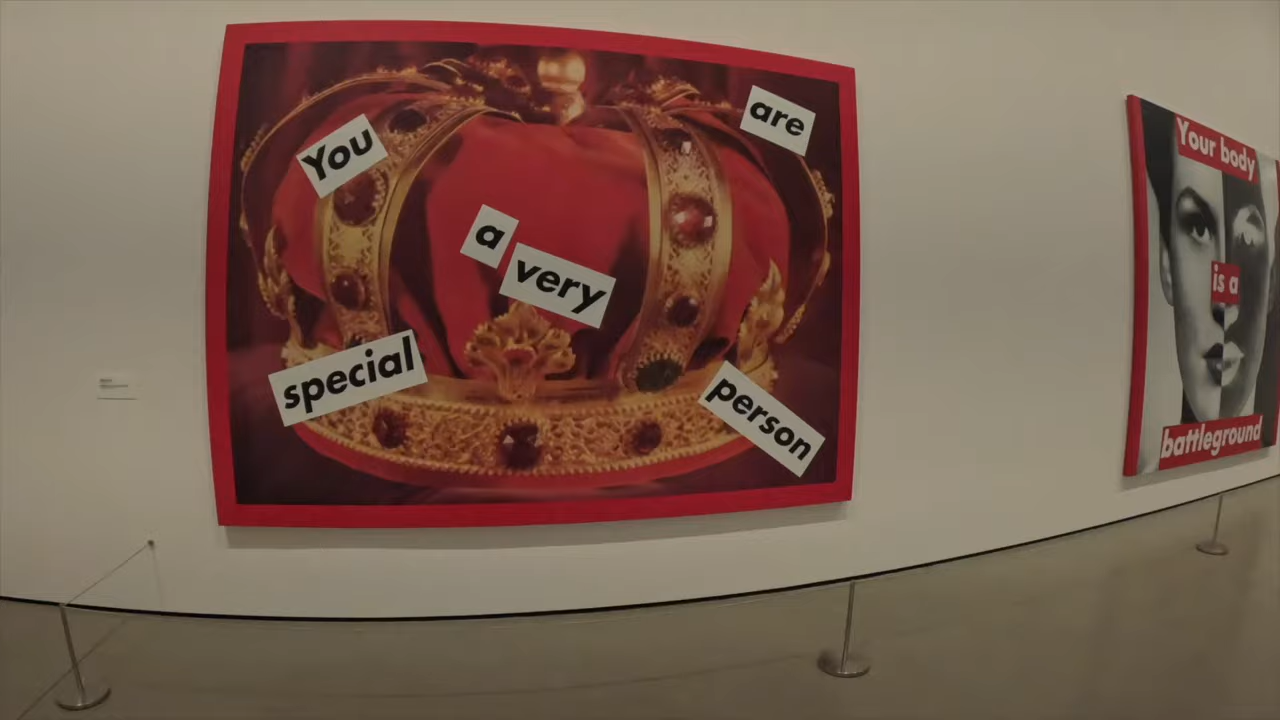 You
are
a
very
special
person
Your body
is a
battleground